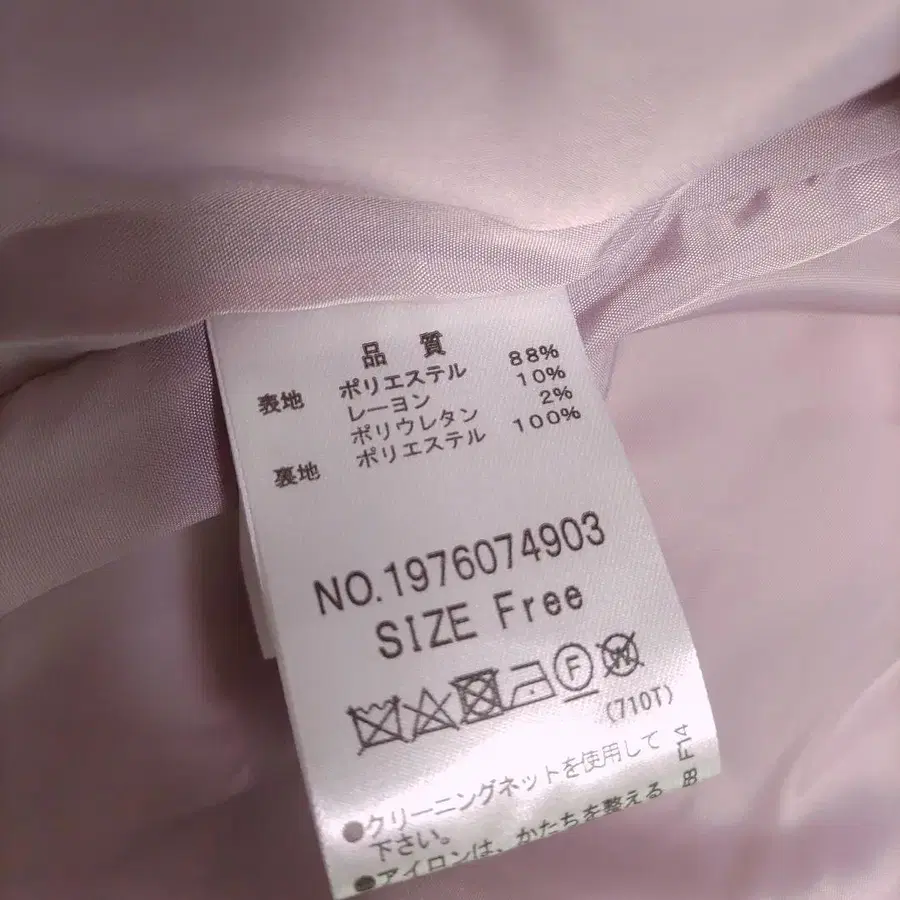 品 質
表地 ポリエステル 88%
レーヨン 10%
ポリウレタン 2%
裏地 ポリエステル 100%
NO.1976074903
SIZE Free
F W
(710T)
●クリーニングネットを使用して
下さい。
●アイロンは、かたちを整える
F14